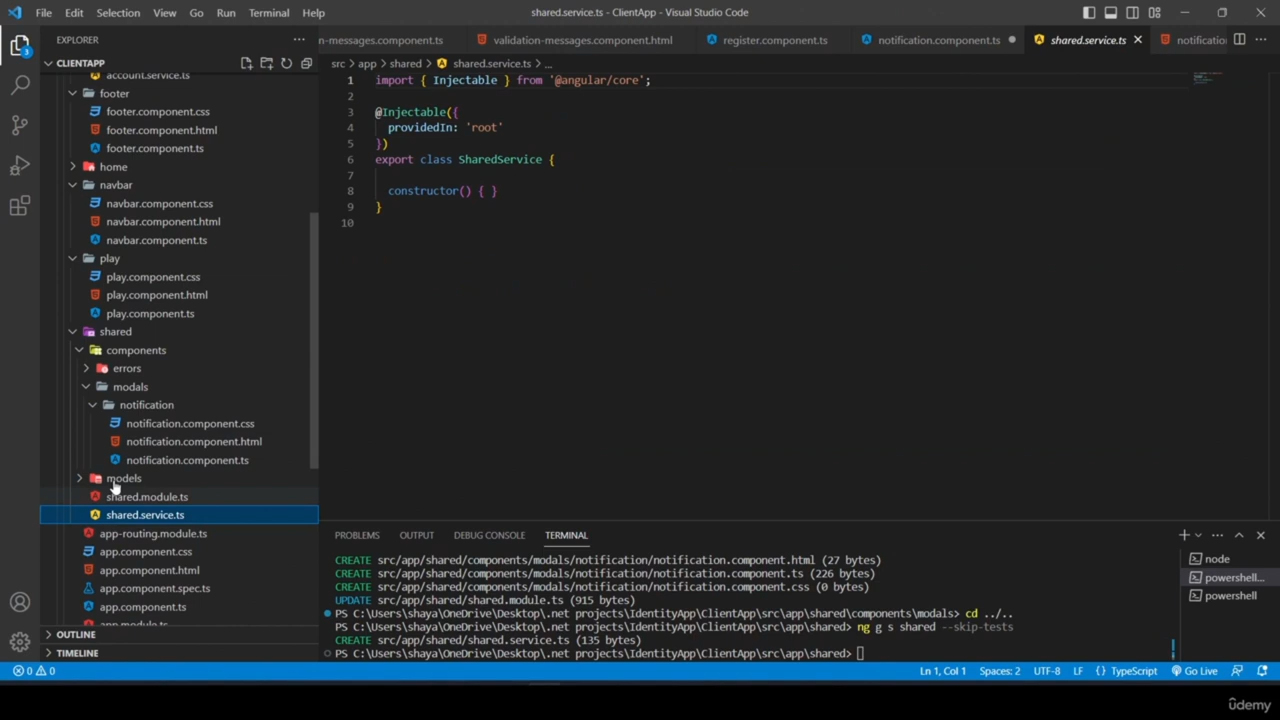 File Edit Selection View Go Run Terminal Help
shared.service.ts - ClientApp - Visual Studio Code
EXPLORER
CLIENTAPP
account.service.ts
footer
footer.component.css
footer.component.html
footer.component.ts
home
navbar
navbar.component.css
navbar.component.html
navbar.component.ts
play
play.component.css
play.component.html
play.component.ts
shared
components
errors
modals
notification
notification.component.css
notification.component.html
notification.component.ts
models
shared.module.ts
shared.service.ts
app-routing.module.ts
app.component.css
app.component.html
app.component.spec.ts
app.component.ts
app.module.ts
OUTLINE
TIMELINE
n-messages.component.ts validation-messages.component.html register.component.ts notification.component.ts shared.service.ts notification
src > app > shared > shared.service.ts > ...
1 import { Injectable } from '@angular/core';
2
3 @Injectable({
4 providedIn: 'root'
5 })
6 export class SharedService {
7
8 constructor() { }
9 }
10
PROBLEMS OUTPUT DEBUG CONSOLE TERMINAL
CREATE src/app/shared/components/modals/notification/notification.component.html (27 bytes)
CREATE src/app/shared/components/modals/notification/notification.component.ts (226 bytes)
CREATE src/app/shared/components/modals/notification/notification.component.css (0 bytes)
UPDATE src/app/shared/shared.module.ts (915 bytes)
PS C:\Users\shaya\OneDrive\Desktop\.net projects\IdentityApp\ClientApp\src\app\shared\components\modals> cd ../..
PS C:\Users\shaya\OneDrive\Desktop\.net projects\IdentityApp\ClientApp\src\app\shared> ng g s shared --skip-tests
CREATE src/app/shared/shared.service.ts (135 bytes)
PS C:\Users\shaya\OneDrive\Desktop\.net projects\IdentityApp\ClientApp\src\app\shared>
node
powershell...
powershell
0 0
Ln 1, Col 1 Spaces: 2 UTF-8 LF {} TypeScript Go Live
3
udemy